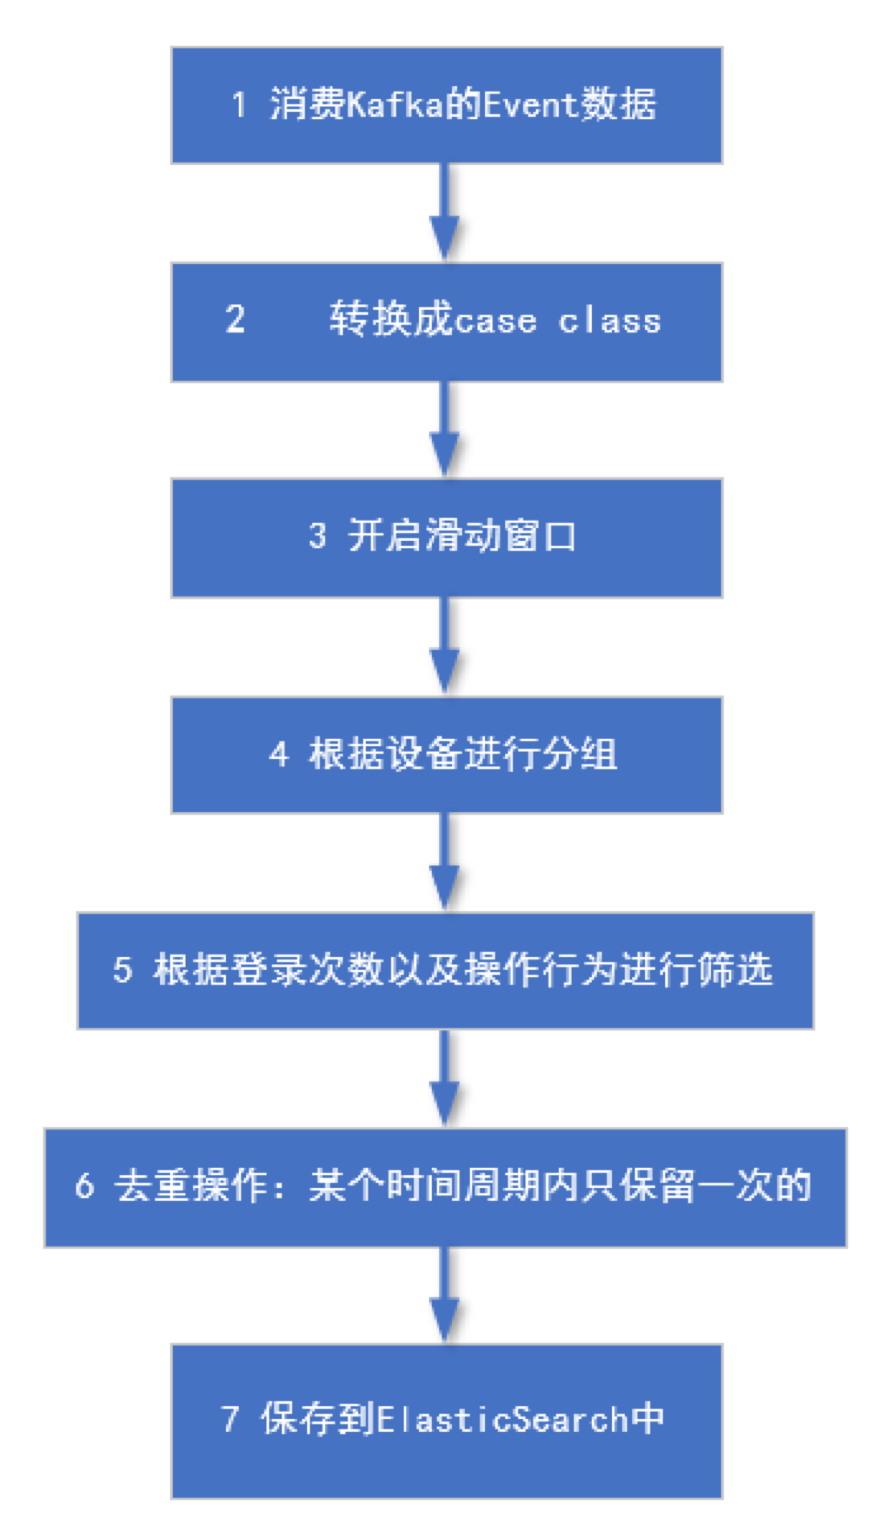 1 消费Kafka的Event数据
2 转换成case class
3 开启滑动窗口
4 根据设备进行分组
5 根据登录次数以及操作行为进行筛选
6 去重操作：某个时间周期内只保留一次的
7 保存到ElasticSearch中